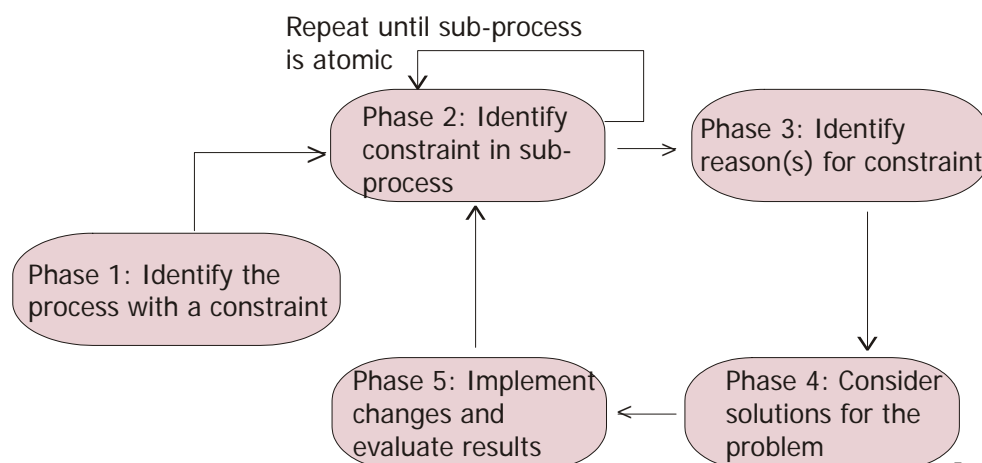 Repeat until sub-process
is atomic
Phase 2: Identify
constraint in sub-
process
Phase 3: Identify
reason(s) for constraint
Phase 1: Identify the
process with a constraint
Phase 5: Implement
changes and
evaluate results
Phase 4: Consider
solutions for the
problem